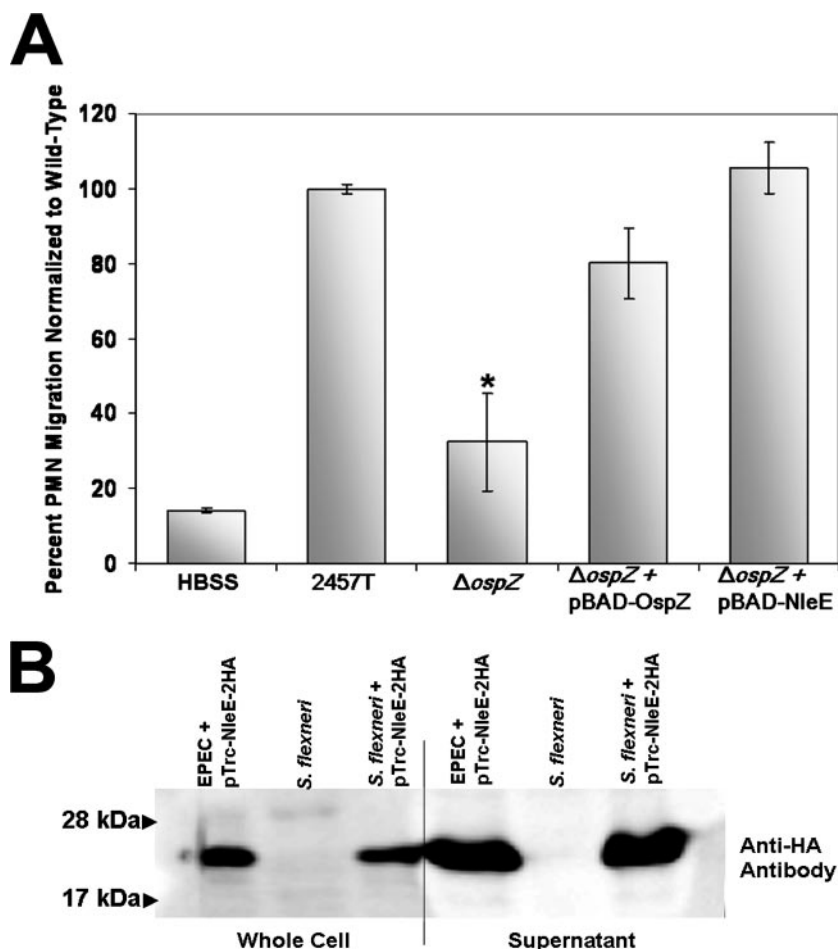 A
Percent PMN Migration Normalized to Wild-Type
120
100
80
60
40
20
0
HBSS
2457T
ΔospZ
ΔospZ +
pBAD-OspZ
ΔospZ +
pBAD-NleE
*
B
EPEC +
pTrc-NleE-2HA
S. flexneri
S. flexneri +
pTrc-NleE-2HA
EPEC +
pTrc-NleE-2HA
S. flexneri
S. flexneri +
pTrc-NleE-2HA
28 kDa
17 kDa
Anti-HA
Antibody
Whole Cell
Supernatant